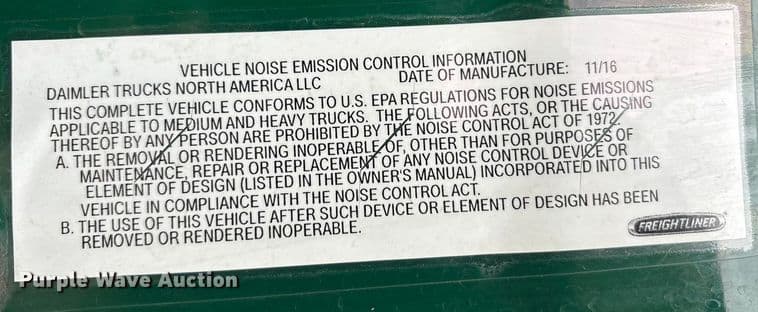 VEHICLE NOISE EMISSION CONTROL INFORMATION
DAIMLER TRUCKS NORTH AMERICA LLC DATE OF MANUFACTURE: 11/16
THIS COMPLETE VEHICLE CONFORMS TO U.S. EPA REGULATIONS FOR NOISE EMISSIONS
APPLICABLE TO MEDIUM AND HEAVY TRUCKS. THE FOLLOWING ACTS, OR THE CAUSING
THEREOF BY ANY PERSON ARE PROHIBITED BY THE NOISE CONTROL ACT OF 1972.
A. THE REMOVAL OR RENDERING INOPERABLE OF, OTHER THAN FOR PURPOSES OF
MAINTENANCE, REPAIR OR REPLACEMENT OF ANY NOISE CONTROL DEVICE OR
ELEMENT OF DESIGN (LISTED IN THE OWNER'S MANUAL) INCORPORATED INTO THIS
VEHICLE IN COMPLIANCE WITH THE NOISE CONTROL ACT.
B. THE USE OF THIS VEHICLE AFTER SUCH DEVICE OR ELEMENT OF DESIGN HAS BEEN
REMOVED OR RENDERED INOPERABLE.
FREIGHTLINER
Purple Wave Auction